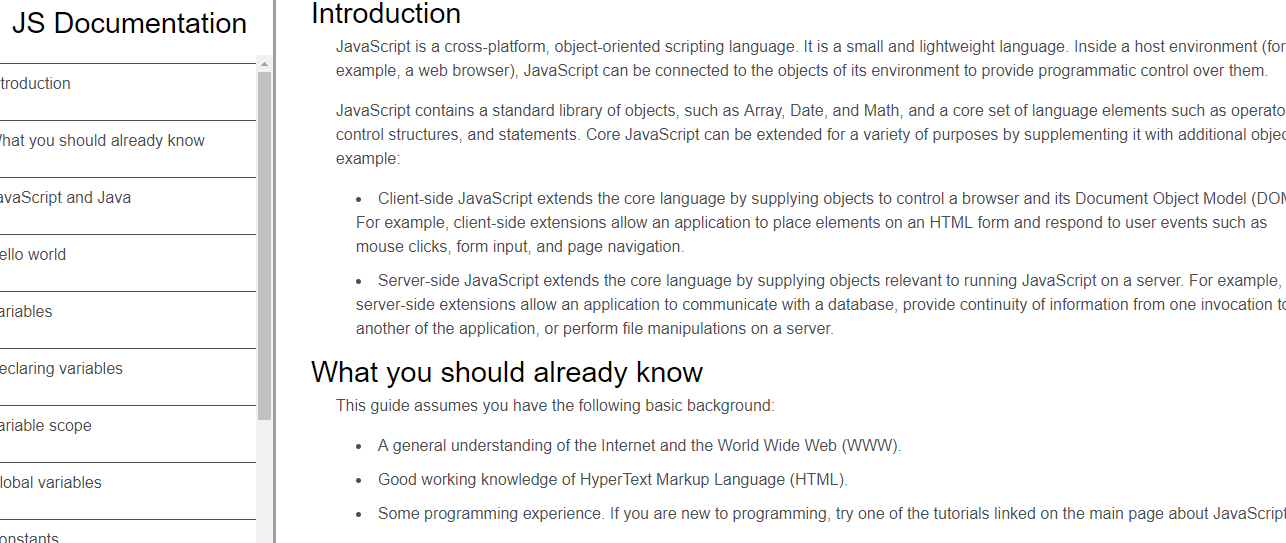 JS Documentation
ntroduction
hat you should already know
avaScript and Java
ello world
ariables
eclaring variables
ariable scope
lobal variables
onstants
Introduction
JavaScript is a cross-platform, object-oriented scripting language. It is a small and lightweight language. Inside a host environment (for
example, a web browser), JavaScript can be connected to the objects of its environment to provide programmatic control over them.
JavaScript contains a standard library of objects, such as Array, Date, and Math, and a core set of language elements such as operato
control structures, and statements. Core JavaScript can be extended for a variety of purposes by supplementing it with additional objec
example:
• Client-side JavaScript extends the core language by supplying objects to control a browser and its Document Object Model (DOM
For example, client-side extensions allow an application to place elements on an HTML form and respond to user events such as
mouse clicks, form input, and page navigation.
• Server-side JavaScript extends the core language by supplying objects relevant to running JavaScript on a server. For example,
server-side extensions allow an application to communicate with a database, provide continuity of information from one invocation to
another of the application, or perform file manipulations on a server.
What you should already know
This guide assumes you have the following basic background:
• A general understanding of the Internet and the World Wide Web (WWW).
• Good working knowledge of HyperText Markup Language (HTML).
• Some programming experience. If you are new to programming, try one of the tutorials linked on the main page about JavaScript